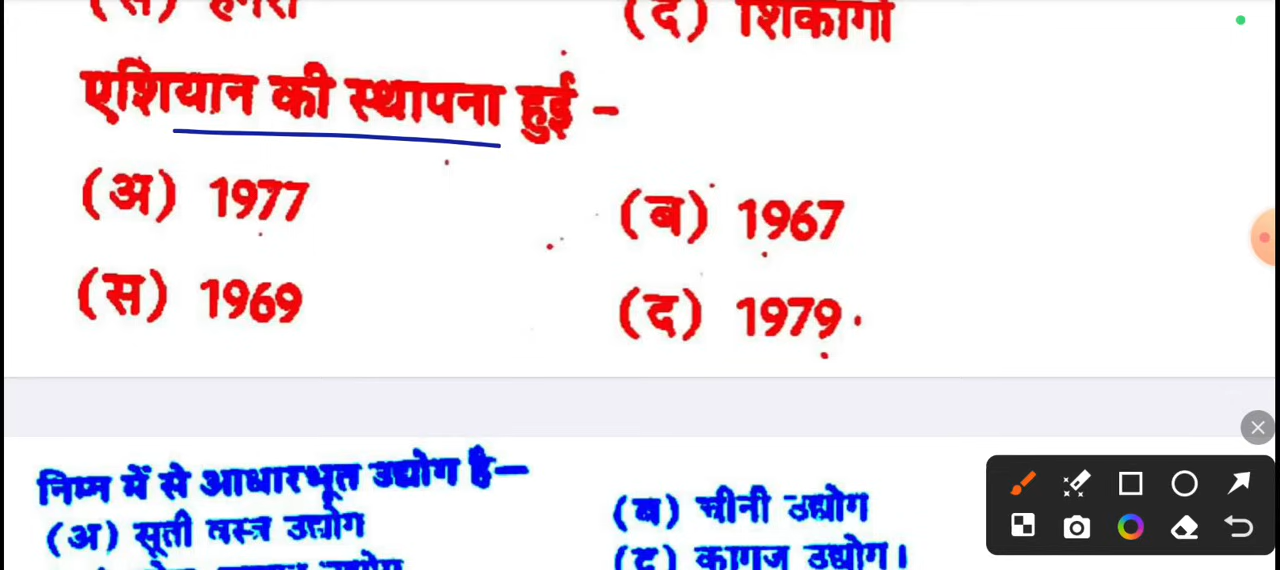 (द) शिकागो
एशियान की स्थापना हुई –
(अ) 1977 (ब) 1967
(स) 1969 (द) 1979
निम्न में से आधारभूत उद्योग है—
(अ) सूती वस्त्र उद्योग (ब) चीनी उद्योग
(द) कागज उद्योग।